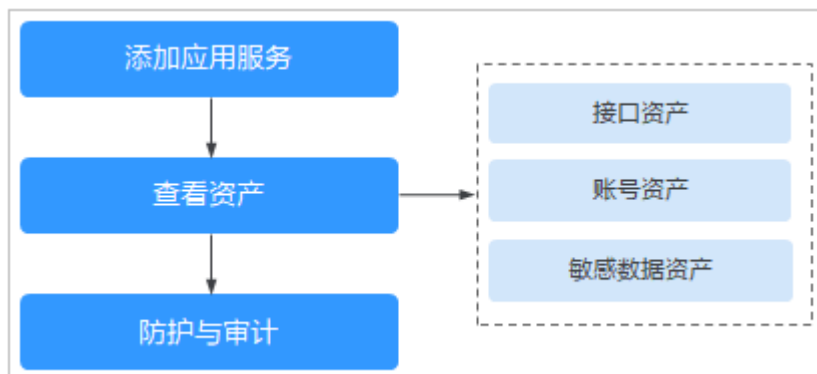 添加应用服务
查看资产
防护与审计
接口资产
账号资产
敏感数据资产